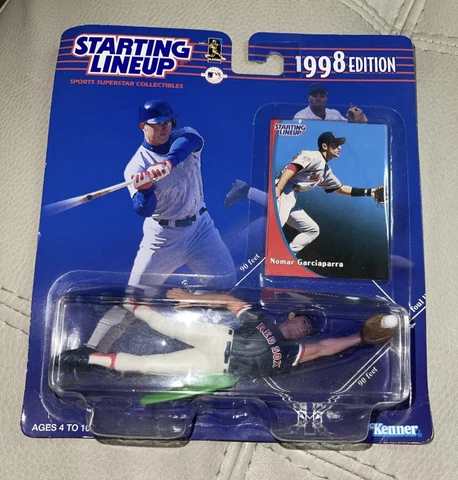 STARTING
LINEUP
SPORTS SUPERSTAR COLLECTIBLES
1998 EDITION
STARTING
LINEUP
Nomar Garciaparra
90 feet
foul
RED SOX
90 feet
AGES 4 TO 10
Kenner